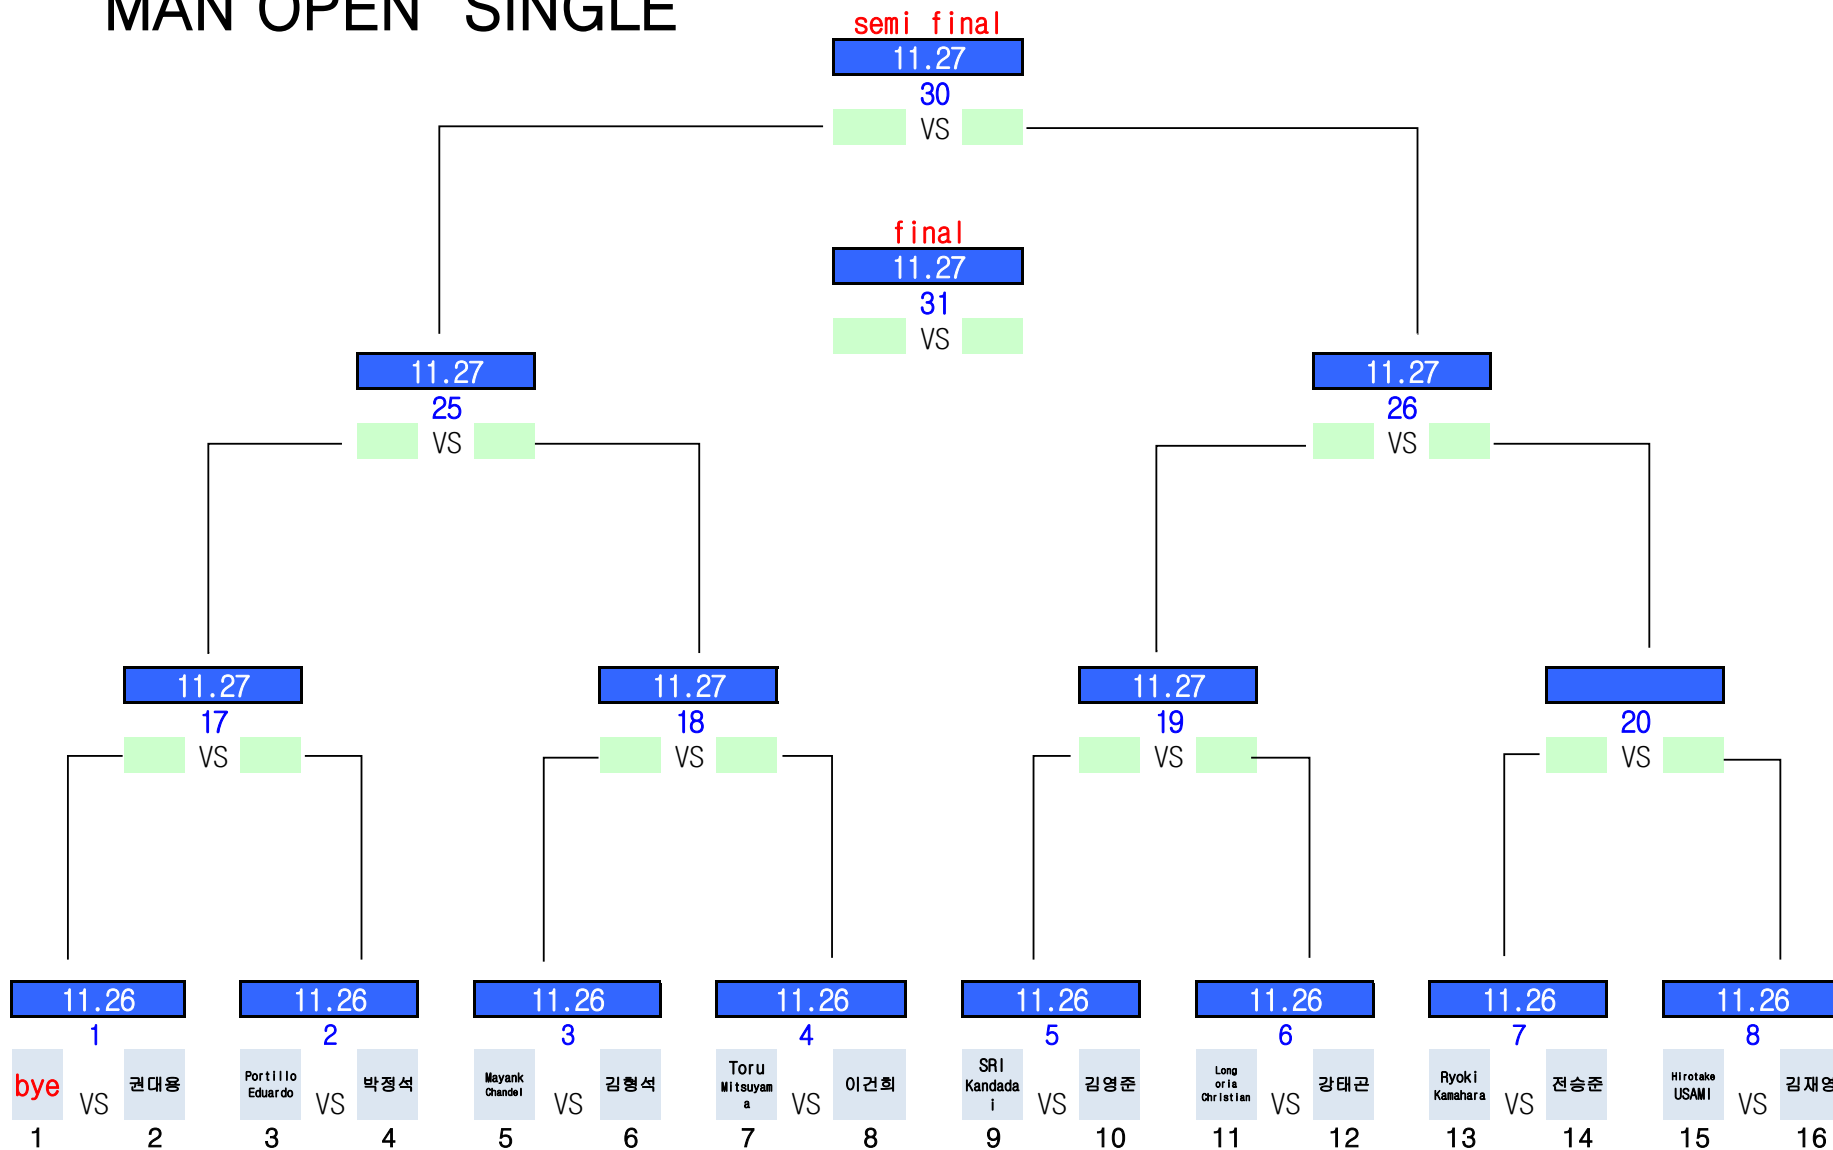 MAN OPEN SINGLE
semi final
11.27
30
VS
final
11.27
31
VS
11.27
11.27
25
26
VS
VS
11.27
11.27
11.27
17
18
19
20
VS
VS
VS
VS
11.26
11.26
11.26
11.26
11.26
11.26
11.26
11.26
1
2
3
4
5
6
7
8
bye
VS
권대용
Portillo
Eduardo
VS
박정석
Mayank
Chandel
VS
김형석
Toru
Mitsuyam
a
VS
이건희
SRI
Kandada
i
VS
김영준
Long
oria
Christian
VS
강태곤
Ryoki
Kamahara
VS
전승준
Hirotake
USAMI
VS
김재영
1
2
3
4
5
6
7
8
9
10
11
12
13
14
15
16